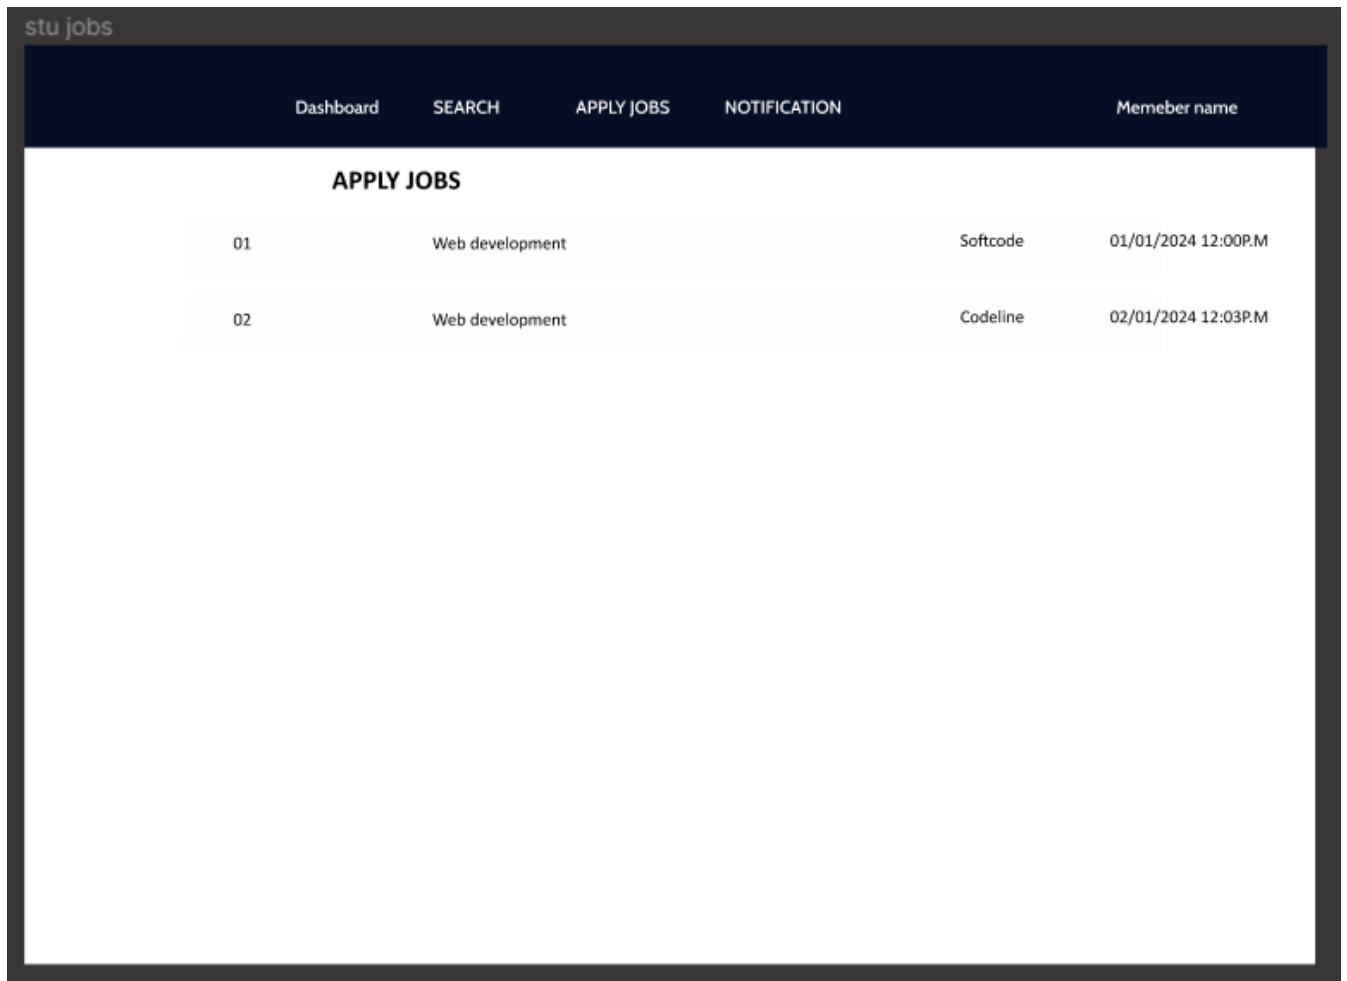 stu jobs
Dashboard SEARCH APPLY JOBS NOTIFICATION Memeber name
APPLY JOBS
01 Web development Softcode 01/01/2024 12:00P.M
02 Web development Codeline 02/01/2024 12:03P.M